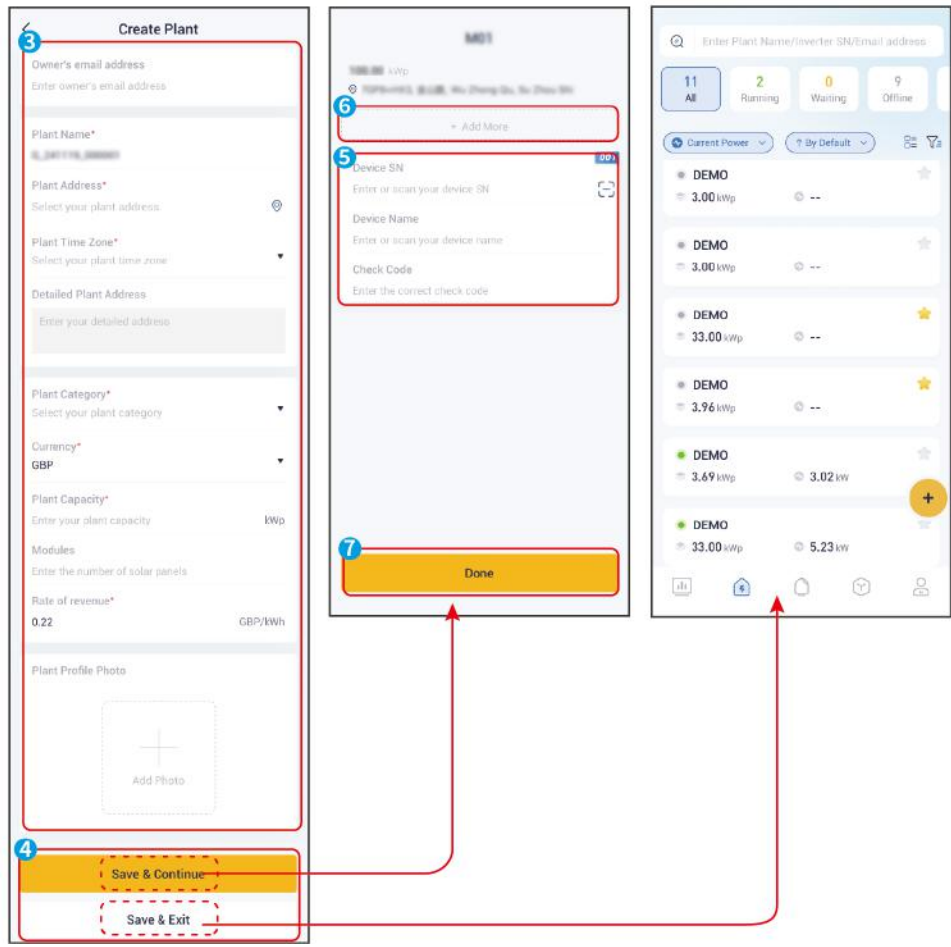 Create Plant
3
Owner's email address
Enter owner's email address
Plant Name*
Plant Address*
Select your plant address
Plant Time Zone*
Select your plant time zone
Detailed Plant Address
Enter your detailed address
Plant Category*
Select your plant category
Currency*
GBP
Plant Capacity*
Enter your plant capacity kWp
Modules
Enter the number of solar panels
Rate of revenue*
0.22 GBP/kWh
Plant Profile Photo
Add Photo
4
Save & Continue
Save & Exit
M01
100.00 kWp
6
+ Add More
5
001
Device SN
Enter or scan your device SN
Device Name
Enter or scan your device name
Check Code
Enter the correct check code
7
Done
Enter Plant Name/Inverter SN/Email address
11 2 0 9
All Running Waiting Offline
Current Power By Default
DEMO
3.00 kWp --
DEMO
3.00 kWp --
DEMO
33.00 kWp --
DEMO
3.96 kWp --
DEMO
3.69 kWp 3.02 kW
+
DEMO
33.00 kWp 5.23 kW